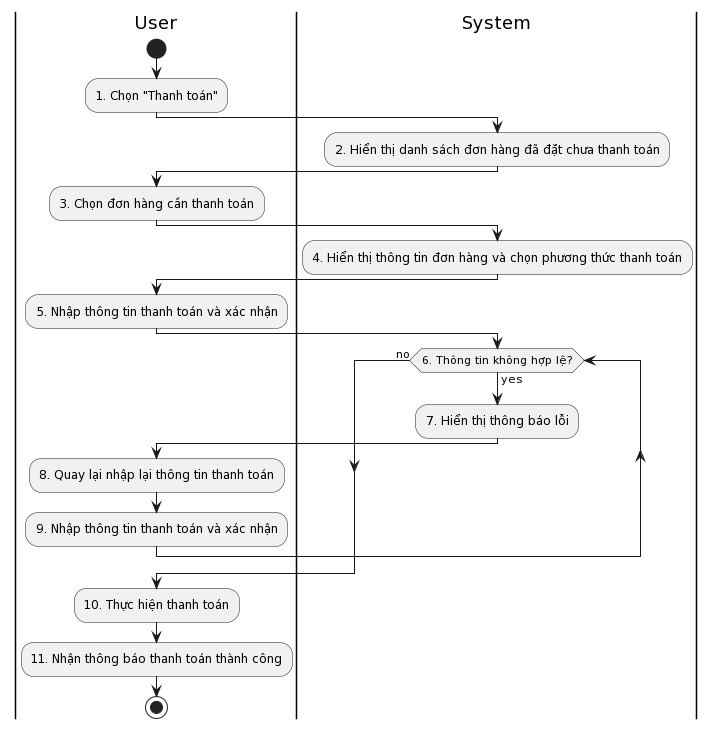 User
System
1. Chọn "Thanh toán"
2. Hiển thị danh sách đơn hàng đã đặt chưa thanh toán
3. Chọn đơn hàng cần thanh toán
4. Hiển thị thông tin đơn hàng và chọn phương thức thanh toán
5. Nhập thông tin thanh toán và xác nhận
no
6. Thông tin không hợp lệ?
yes
7. Hiển thị thông báo lỗi
8. Quay lại nhập lại thông tin thanh toán
9. Nhập thông tin thanh toán và xác nhận
10. Thực hiện thanh toán
11. Nhận thông báo thanh toán thành công